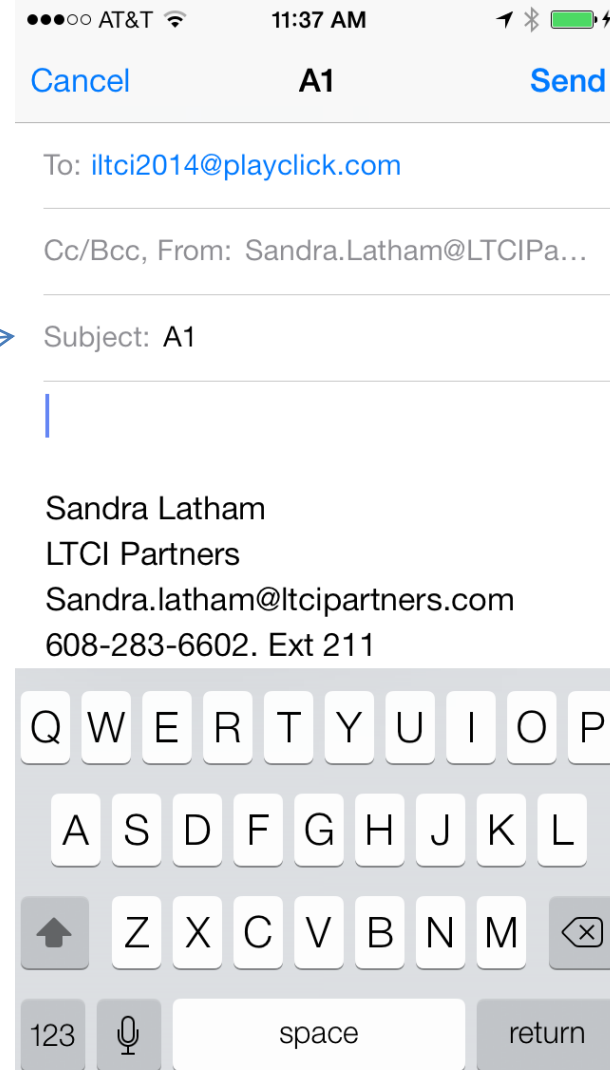 AT&T 11:37 AM
Cancel A1 Send
To: iltci2014@playclick.com
Cc/Bcc, From: Sandra.Latham@LTCIPa...
Subject: A1
Sandra Latham
LTCI Partners
Sandra.latham@ltcipartners.com
608-283-6602. Ext 211
Q W E R T Y U I O P
A S D F G H J K L
Z X C V B N M
123 space return